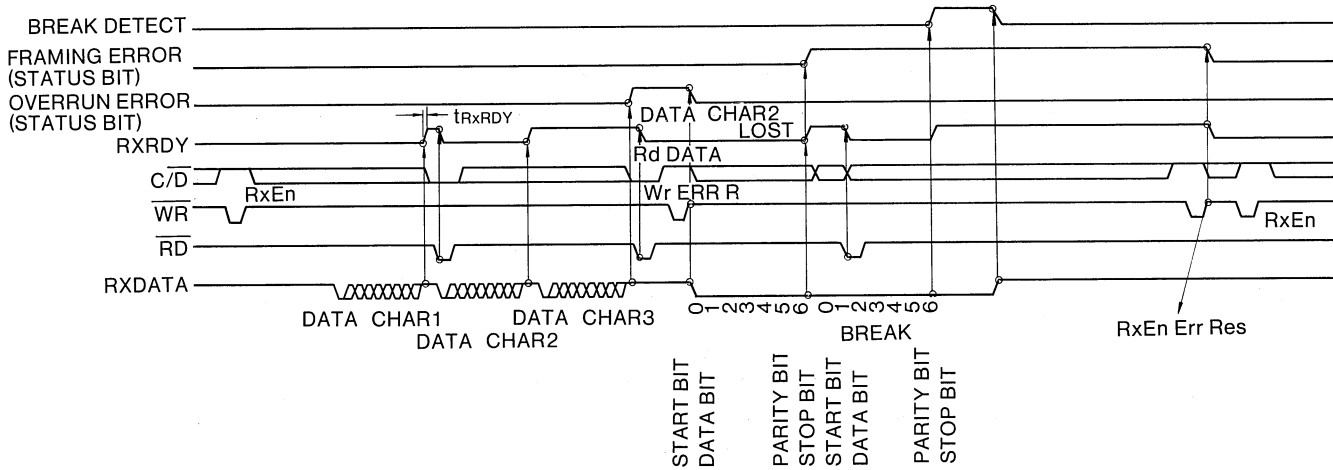 BREAK DETECT
FRAMING ERROR
(STATUS BIT)
OVERRUN ERROR
(STATUS BIT)
tRxRDY
DATA CHAR2
LOST
RXRDY
Rd DATA
C/D
RxEn
Wr ERR R
WR
RxEn
RD
RXDATA
DATA CHAR1
DATA CHAR2
DATA CHAR3
0 1 2 3 4 5 6 0 1 2 3 4 5 6
BREAK
RxEn Err Res
START BIT
DATA BIT
PARITY BIT
STOP BIT
START BIT
DATA BIT
PARITY BIT
STOP BIT